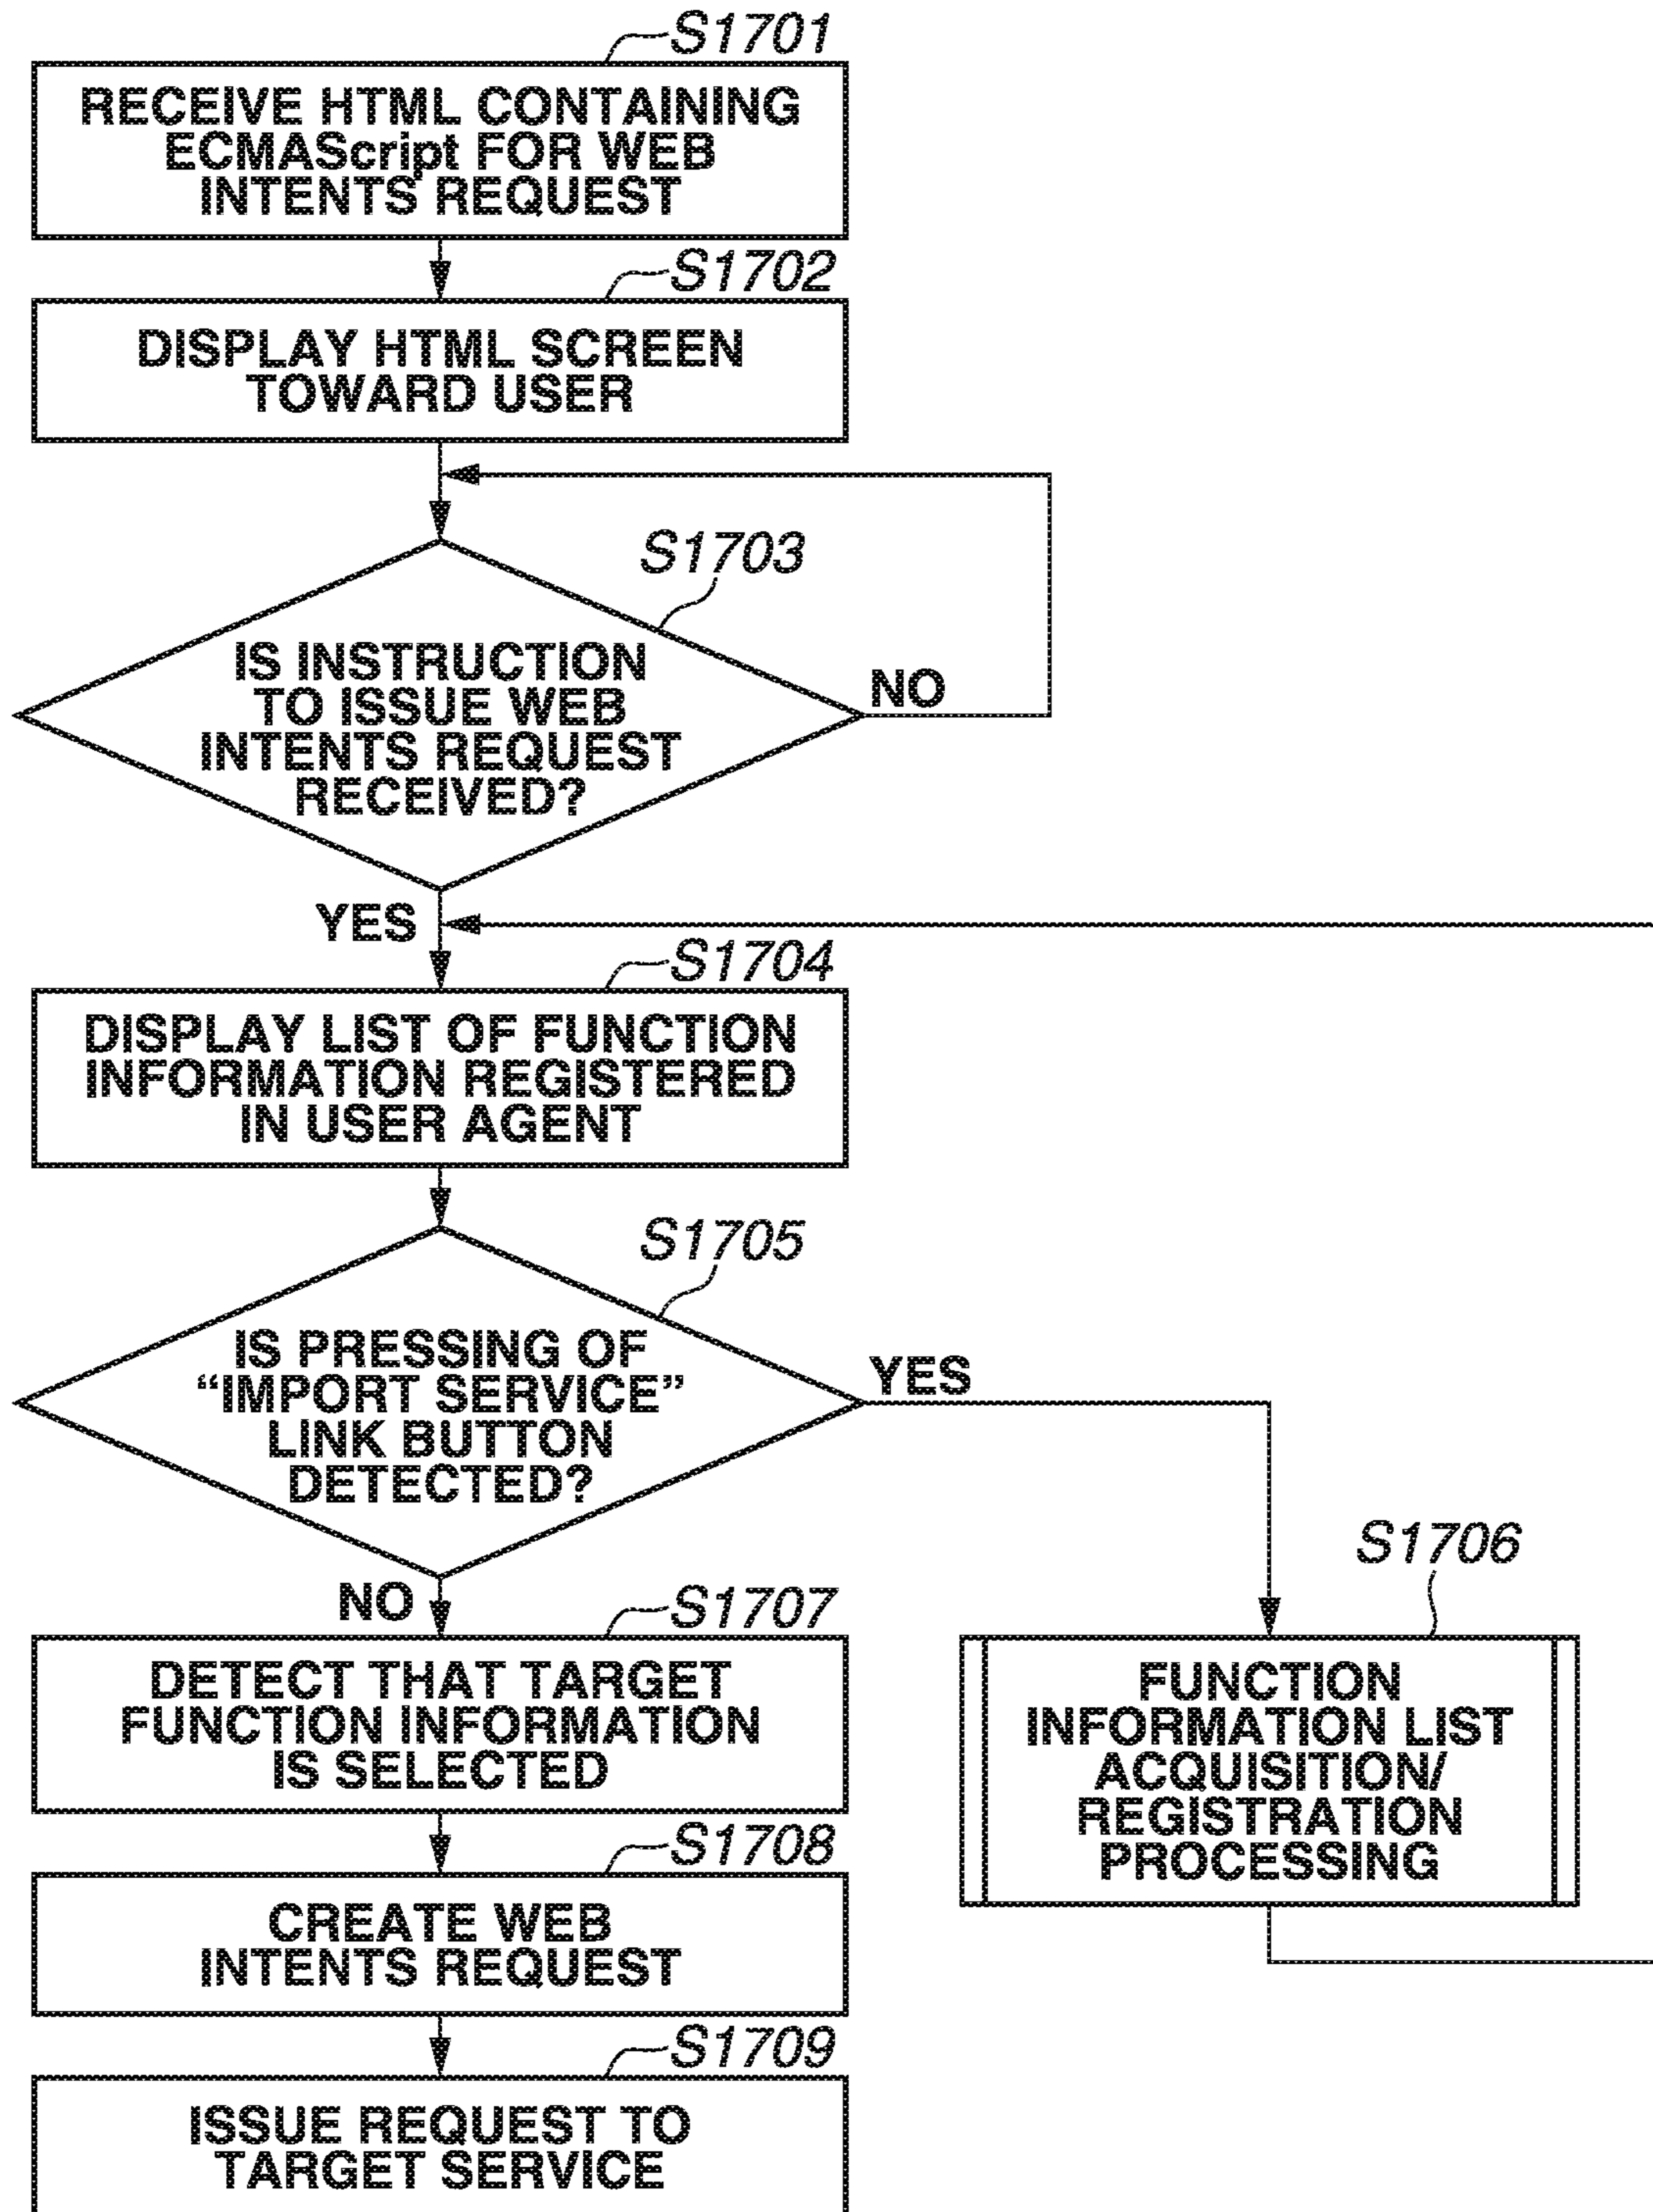 S1701
RECEIVE HTML CONTAINING
ECMAScript FOR WEB
INTENTS REQUEST
S1702
DISPLAY HTML SCREEN
TOWARD USER
S1703
IS INSTRUCTION
TO ISSUE WEB
INTENTS REQUEST
RECEIVED?
NO
YES
S1704
DISPLAY LIST OF FUNCTION
INFORMATION REGISTERED
IN USER AGENT
S1705
IS PRESSING OF
“IMPORT SERVICE”
LINK BUTTON
DETECTED?
YES
NO
S1706
FUNCTION
INFORMATION LIST
ACQUISITION/
REGISTRATION
PROCESSING
S1707
DETECT THAT TARGET
FUNCTION INFORMATION
IS SELECTED
S1708
CREATE WEB
INTENTS REQUEST
S1709
ISSUE REQUEST TO
TARGET SERVICE